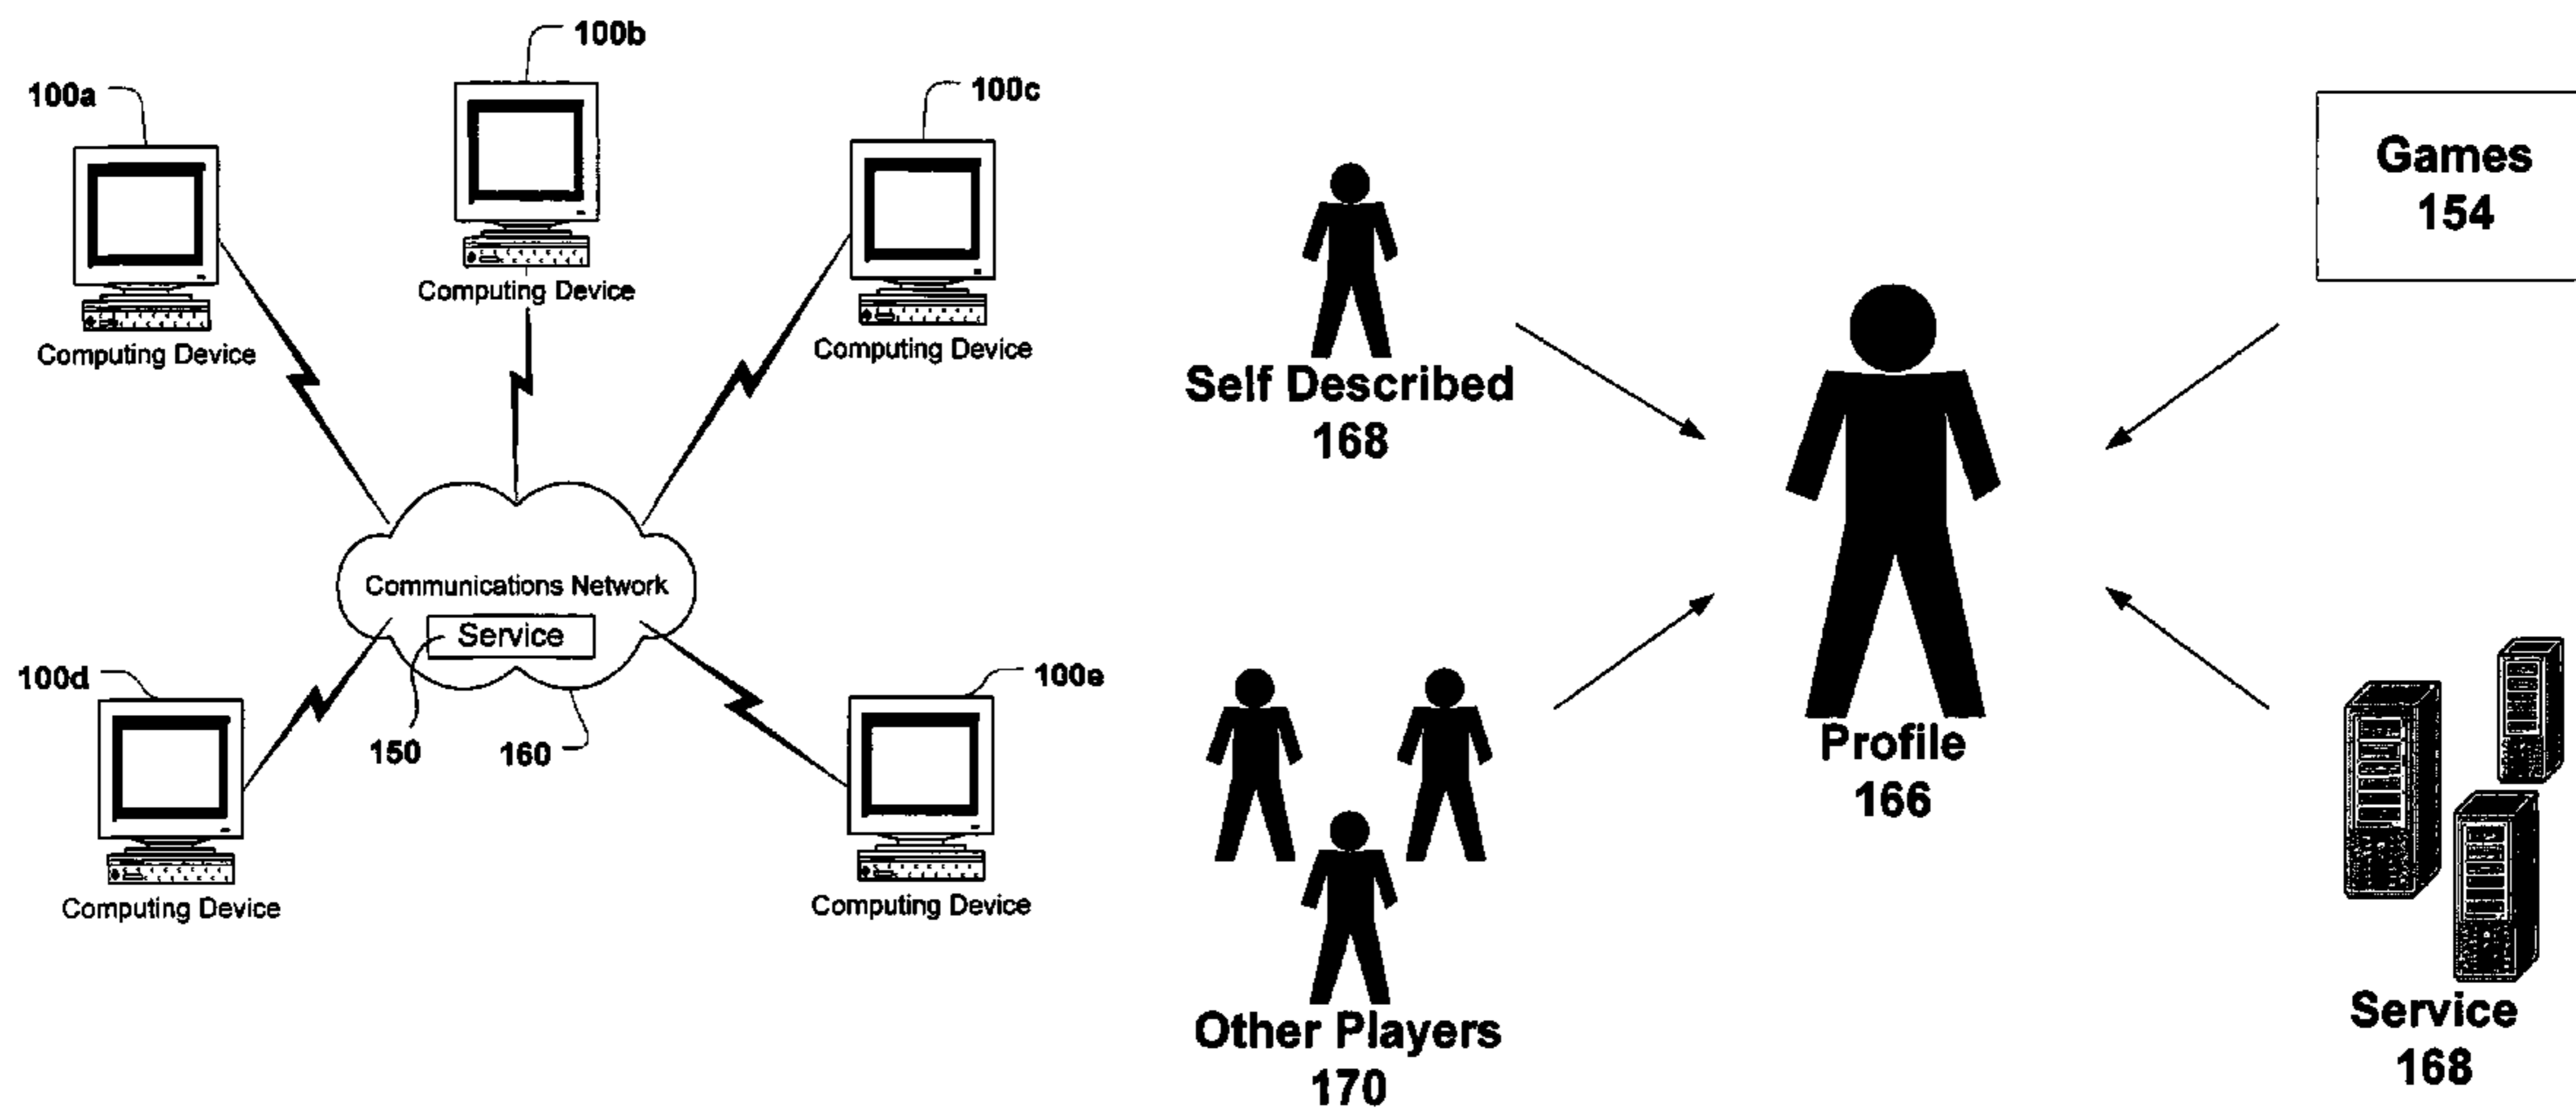 100a
100b
100c
Computing Device
Computing Device
Computing Device
Communications Network
Service
100d
100e
150
160
Computing Device
Computing Device
Self Described
168
Games
154
Profile
166
Other Players
170
Service
168